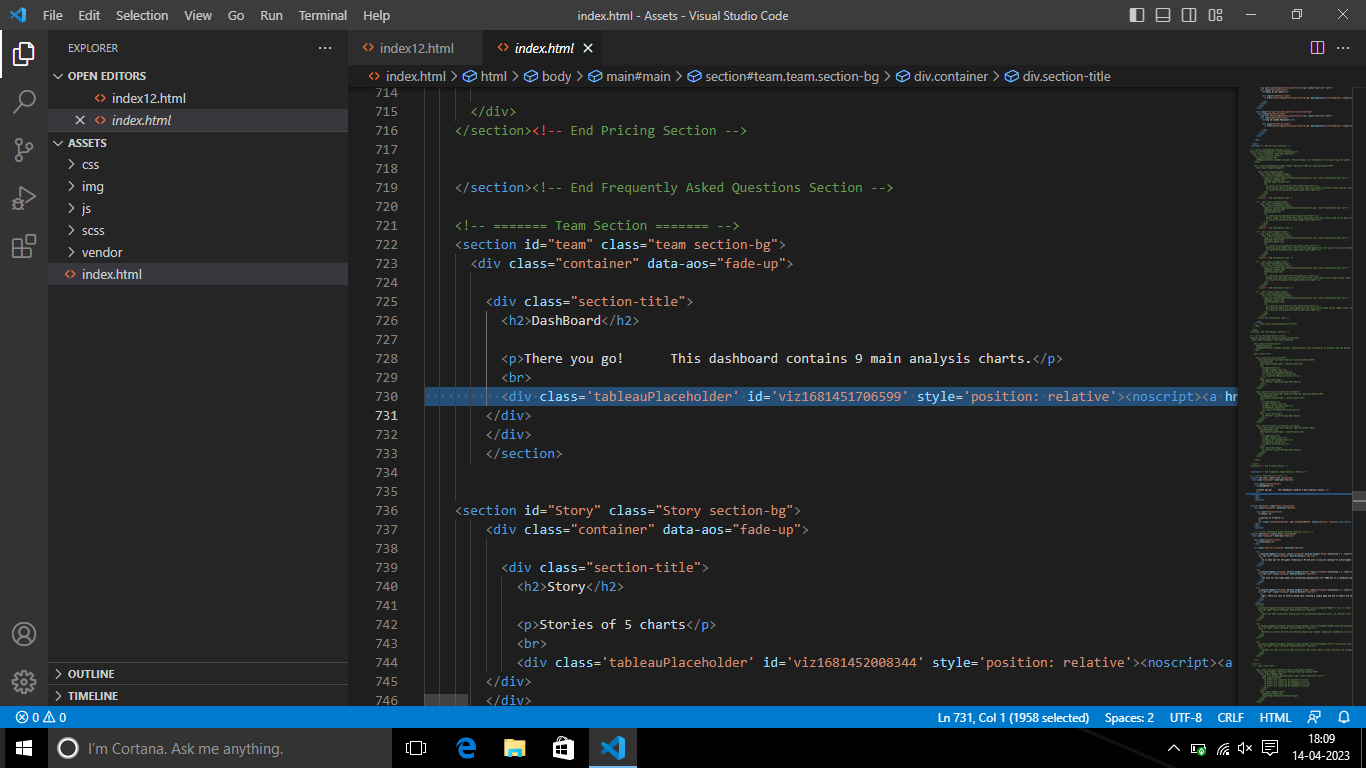 File Edit Selection View Go Run Terminal Help
index.html - Assets - Visual Studio Code
EXPLORER
OPEN EDITORS
index12.html
index.html
ASSETS
css
img
js
scss
vendor
index.html
OUTLINE
TIMELINE
index12.html
index.html
index.html > html > body > main#main > section#team.team.section-bg > div.container > div.section-title
714
715 </div>
716 </section><!-- End Pricing Section -->
717
718
719 </section><!-- End Frequently Asked Questions Section -->
720
721 <!-- ======= Team Section ======= -->
722 <section id="team" class="team section-bg">
723 <div class="container" data-aos="fade-up">
724
725 <div class="section-title">
726 <h2>DashBoard</h2>
727
728 <p>There you go!      This dashboard contains 9 main analysis charts.</p>
729 <br>
730 <div class='tableauPlaceholder' id='viz1681451706599' style='position: relative'><noscript><a hr
731 </div>
732 </div>
733 </section>
734
735
736 <section id="Story" class="Story section-bg">
737 <div class="container" data-aos="fade-up">
738
739 <div class="section-title">
740 <h2>Story</h2>
741
742 <p>Stories of 5 charts</p>
743 <br>
744 <div class='tableauPlaceholder' id='viz1681452008344' style='position: relative'><noscript><a
745 </div>
746 </div>
0 0
Ln 731, Col 1 (1958 selected) Spaces: 2 UTF-8 CRLF HTML
I'm Cortana. Ask me anything.
18:09
14-04-2023